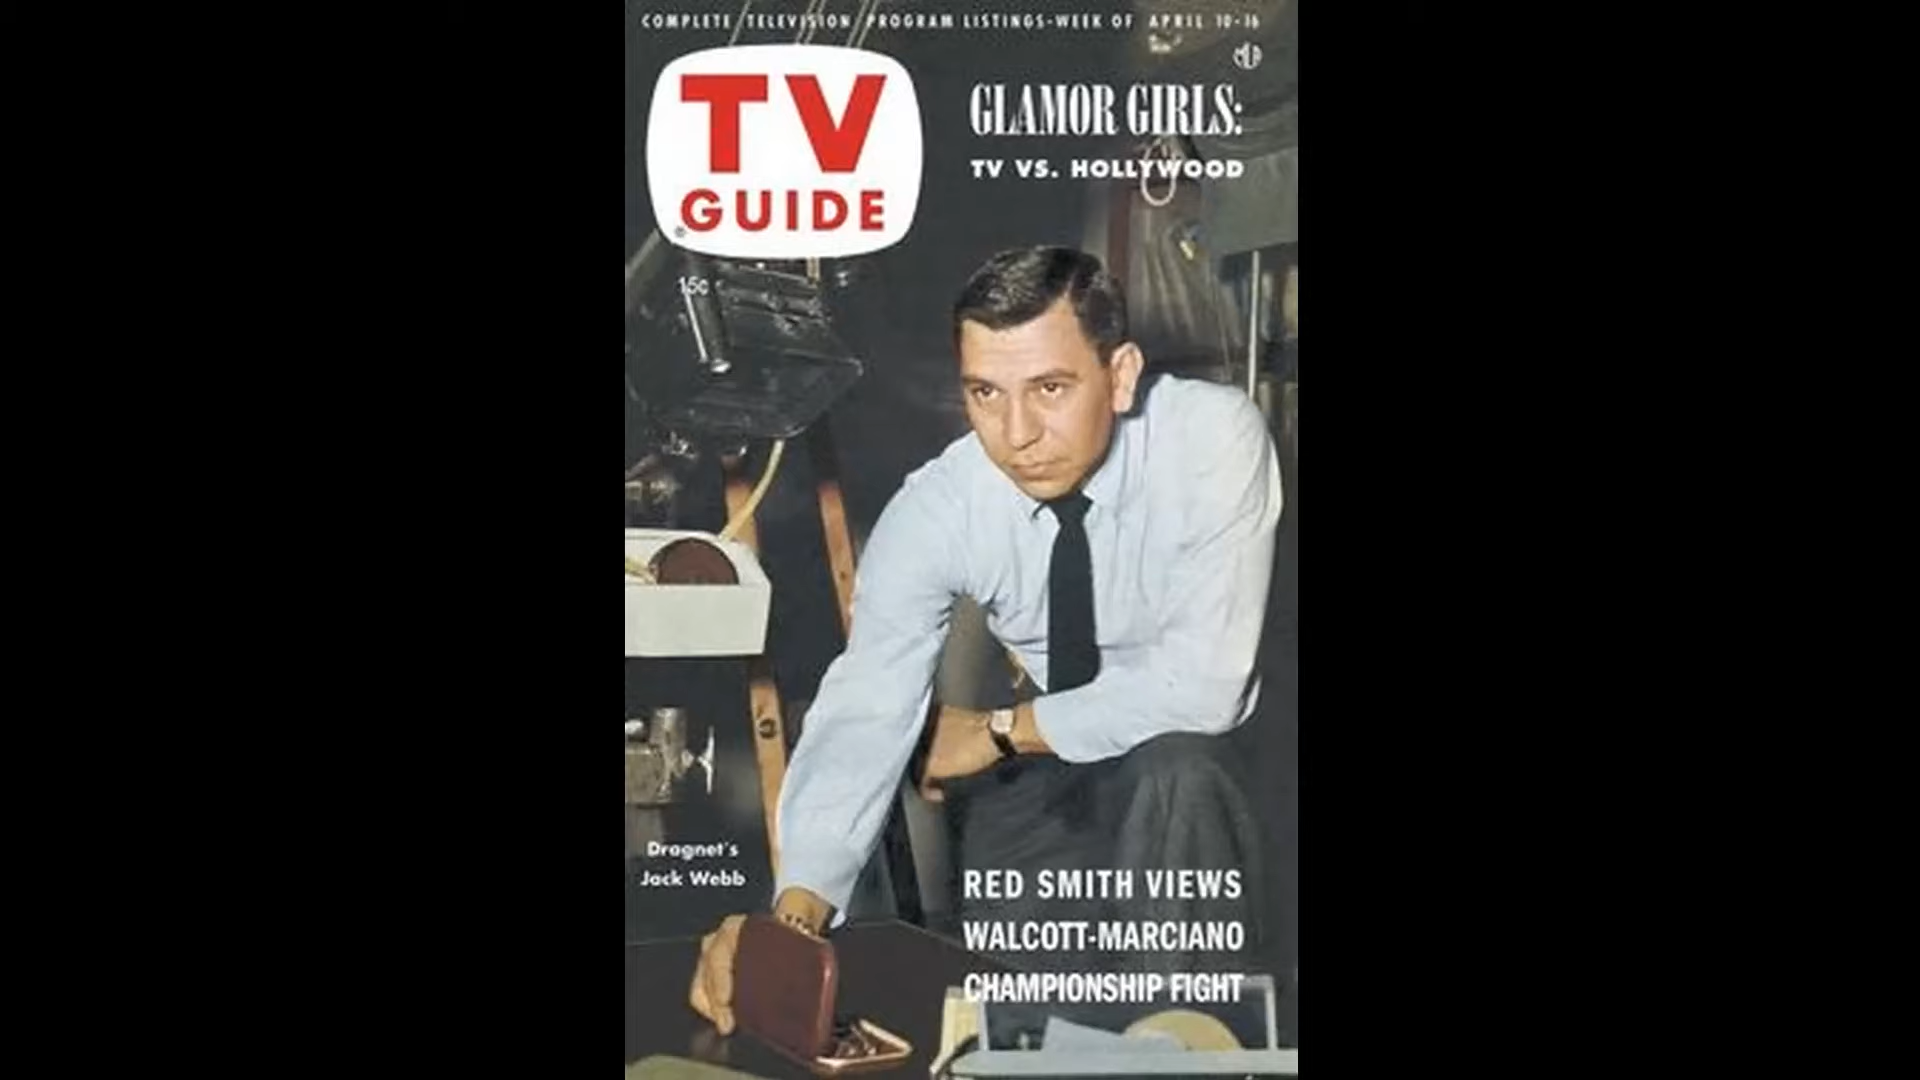 COMPLETE TELEVISION PROGRAM LISTINGS-WEEK OF APRIL 10-16
TV
GUIDE
®
15¢
GLAMOR GIRLS:
TV VS. HOLLYWOOD
Dragnet's
Jack Webb
RED SMITH VIEWS
WALCOTT-MARCIANO
CHAMPIONSHIP FIGHT